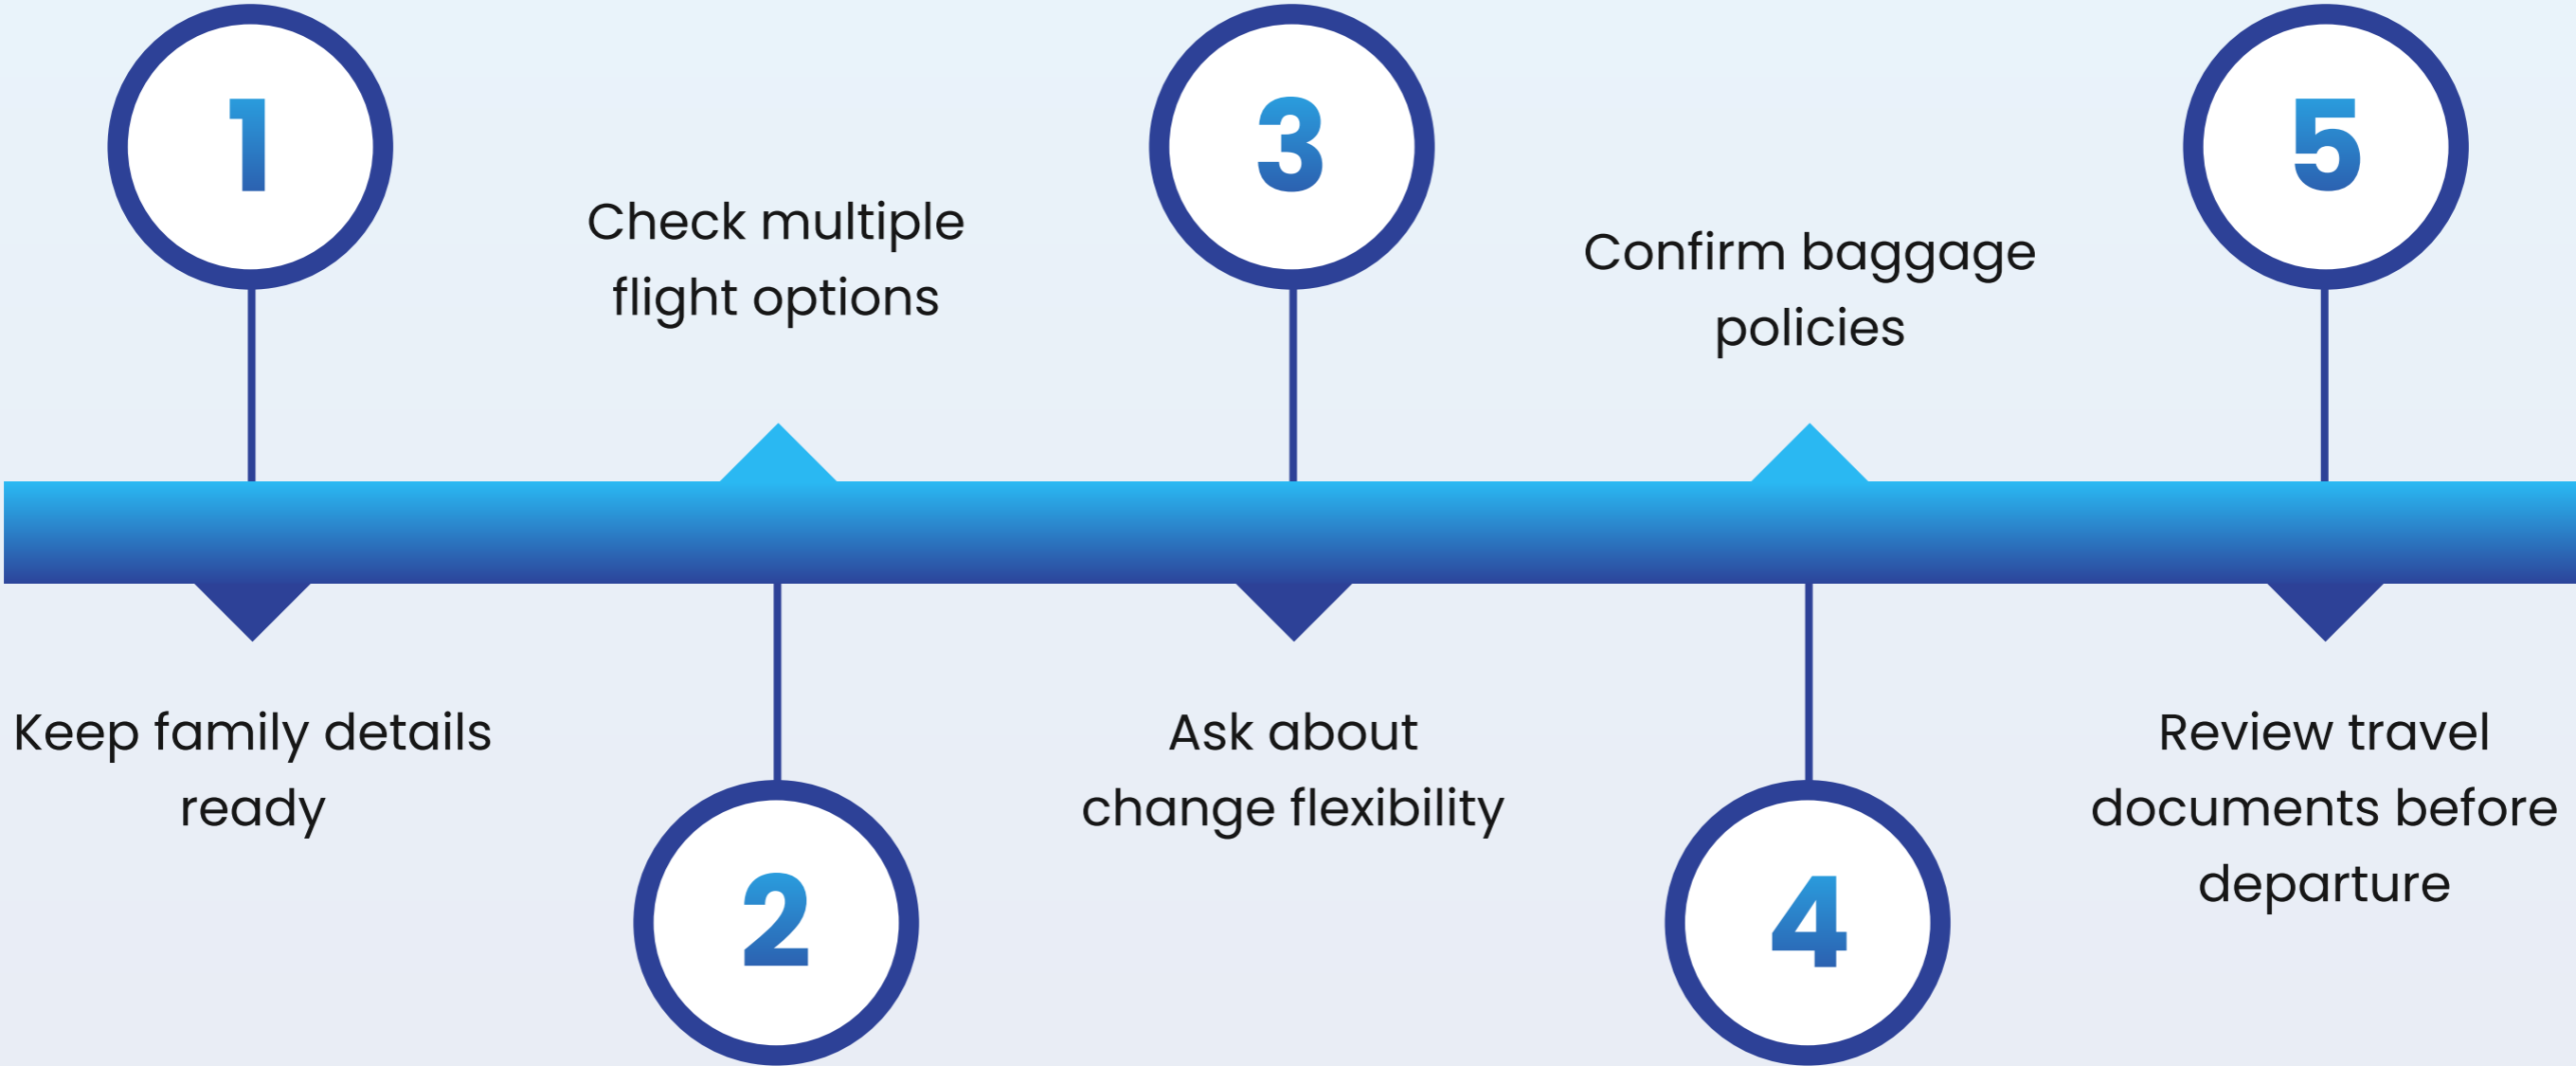 1
Keep family details
ready
Check multiple
flight options
2
3
Ask about
change flexibility
Confirm baggage
policies
4
5
Review travel
documents before
departure